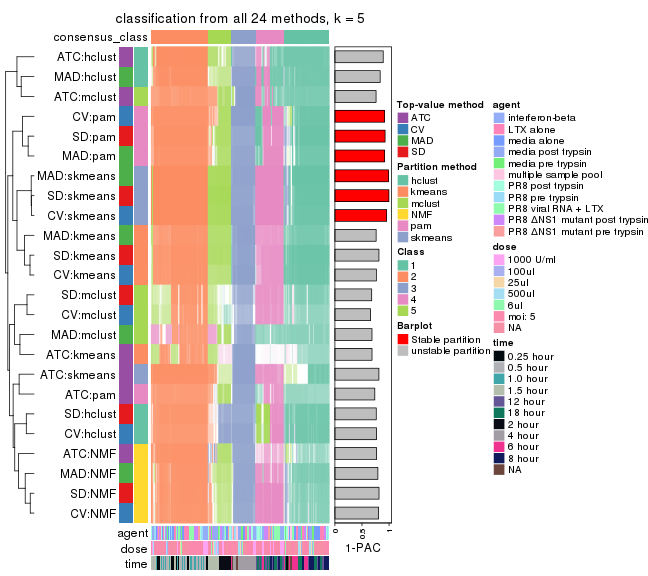 classification from all 24 methods, k = 5
consensus_class
ATC:hclust
MAD:hclust
ATC:mclust
CV:pam
SD:pam
MAD:pam
MAD:skmeans
SD:skmeans
CV:skmeans
MAD:kmeans
SD:kmeans
CV:kmeans
SD:mclust
CV:mclust
MAD:mclust
ATC:kmeans
ATC:skmeans
ATC:pam
SD:hclust
CV:hclust
ATC:NMF
MAD:NMF
SD:NMF
CV:NMF
agent
dose
time
0
0.5
1
1-PAC
Top-value method
ATC
CV
MAD
SD
Partition method
hclust
kmeans
mclust
NMF
pam
skmeans
Class
1
2
3
4
5
Barplot
Stable partition
unstable partition
agent
interferon-beta
LTX alone
media alone
media post trypsin
media pre trypsin
multiple sample pool
PR8 post trypsin
PR8 pre trypsin
PR8 viral RNA + LTX
PR8 ΔNS1 mutant post trypsin
PR8 ΔNS1 mutant pre trypsin
dose
1000 U/ml
100ul
25ul
520ul
6ul
moi: 5
NA
time
0.25 hour
0.5 hour
1.0 hour
1.5 hour
12 hour
18 hour
2 hour
4 hour
6 hour
8 hour
NA